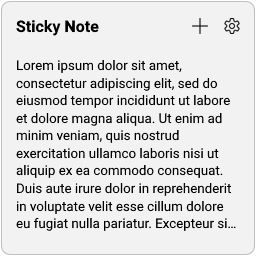 Sticky Note
Lorem ipsum dolor sit amet,
consectetur adipiscing elit, sed do
eiusmod tempor incididunt ut labore
et dolore magna aliqua. Ut enim ad
minim veniam, quis nostrud
exercitation ullamco laboris nisi ut
aliquip ex ea commodo consequat.
Duis aute irure dolor in reprehenderit
in voluptate velit esse cillum dolore
eu fugiat nulla pariatur. Excepteur si...